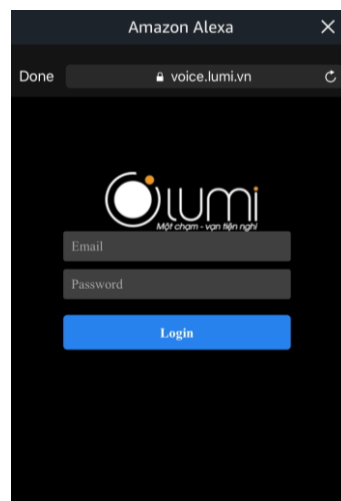 Amazon Alexa
Done
voice.lumi.vn
lumi
Một chạm - vạn tiện nghi
Email
Password
Login